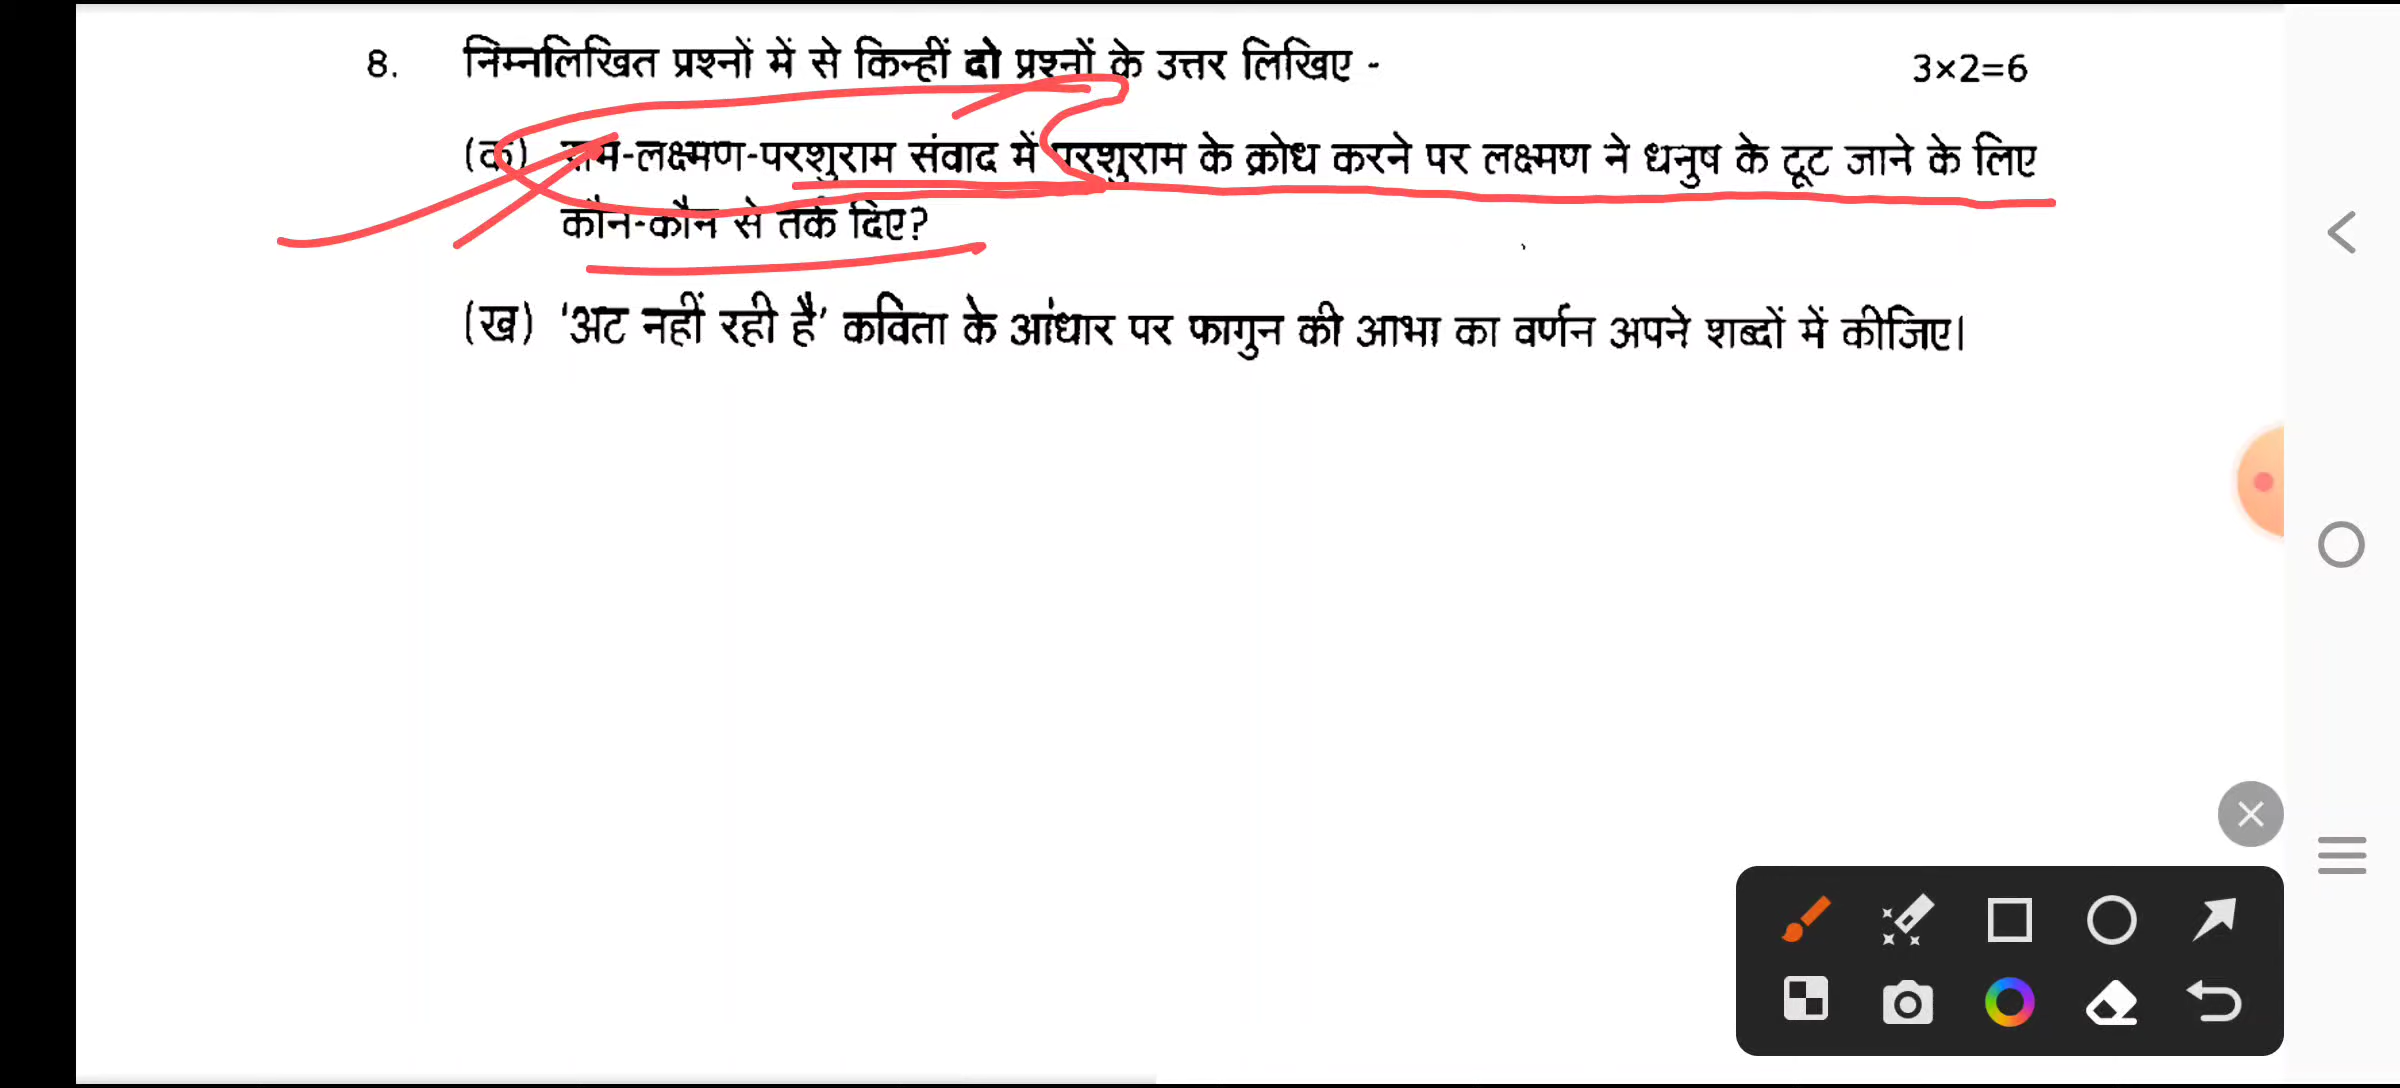 8. निम्नलिखित प्रश्नों में से किन्हीं दो प्रश्नों के उत्तर लिखिए - 3×2=6
(क) राम-लक्ष्मण-परशुराम संवाद में परशुराम के क्रोध करने पर लक्ष्मण ने धनुष के टूट जाने के लिए
कौन-कौन से तर्क दिए?
(ख) 'अट नहीं रही है' कविता के आधार पर फागुन की आभा का वर्णन अपने शब्दों में कीजिए।